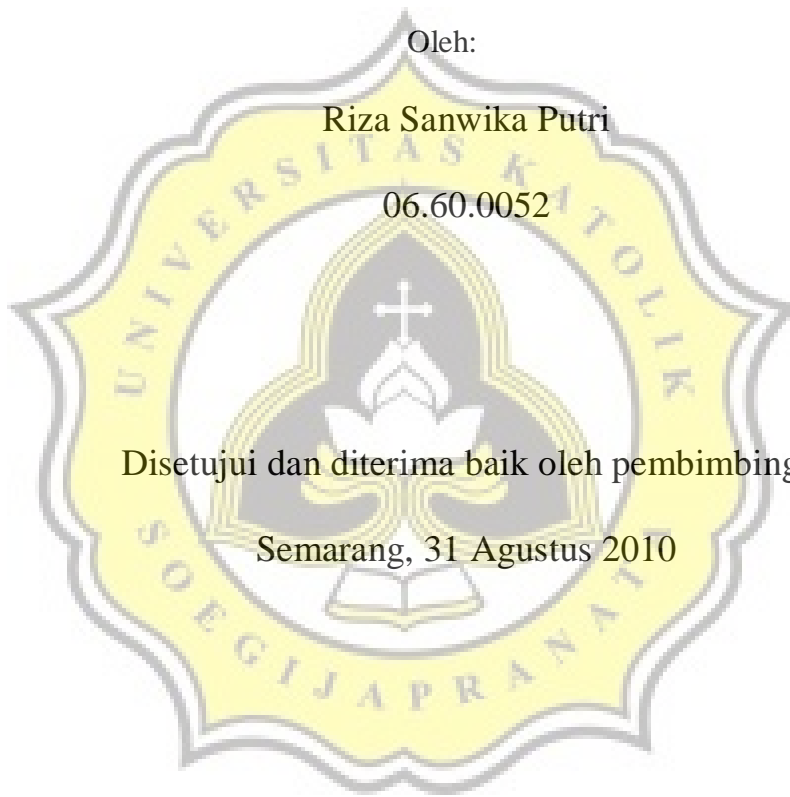 Oleh:
Riza Sanwika Putri
06.60.0052
Disetujui dan diterima baik oleh pembimbing
Semarang, 31 Agustus 2010
UNIVERSITAS KATOLIK
SOEGIJAPRANATA